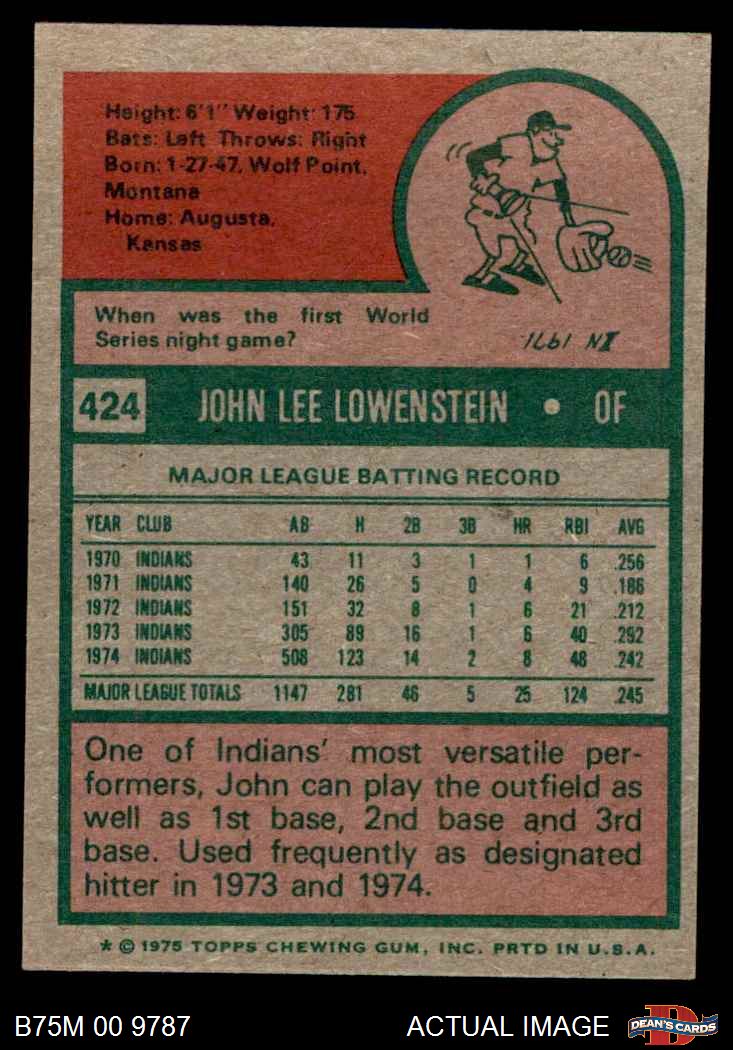 Height: 6'1" Weight: 175
Bats: Left Throws: Right
Born: 1-27-47, Wolf Point,
Montana
Home: Augusta,
Kansas
When was the first World
Series night game?
IN 1971
424 JOHN LEE LOWENSTEIN • OF
MAJOR LEAGUE BATTING RECORD
YEAR CLUB AB H 2B 3B HR RBI AVG
1970 INDIANS 43 11 3 1 1 6 .256
1971 INDIANS 140 26 5 0 4 9 .186
1972 INDIANS 151 32 8 1 6 21 .212
1973 INDIANS 305 89 16 1 6 40 .292
1974 INDIANS 508 123 14 2 8 48 .242
MAJOR LEAGUE TOTALS 1147 281 46 5 25 124 .245
One of Indians' most versatile per-
formers, John can play the outfield as
well as 1st base, 2nd base and 3rd
base. Used frequently as designated
hitter in 1973 and 1974.
* © 1975 TOPPS CHEWING GUM, INC. PRTD IN U.S.A.
B75M 00 9787 ACTUAL IMAGE DEAN'S CARDS